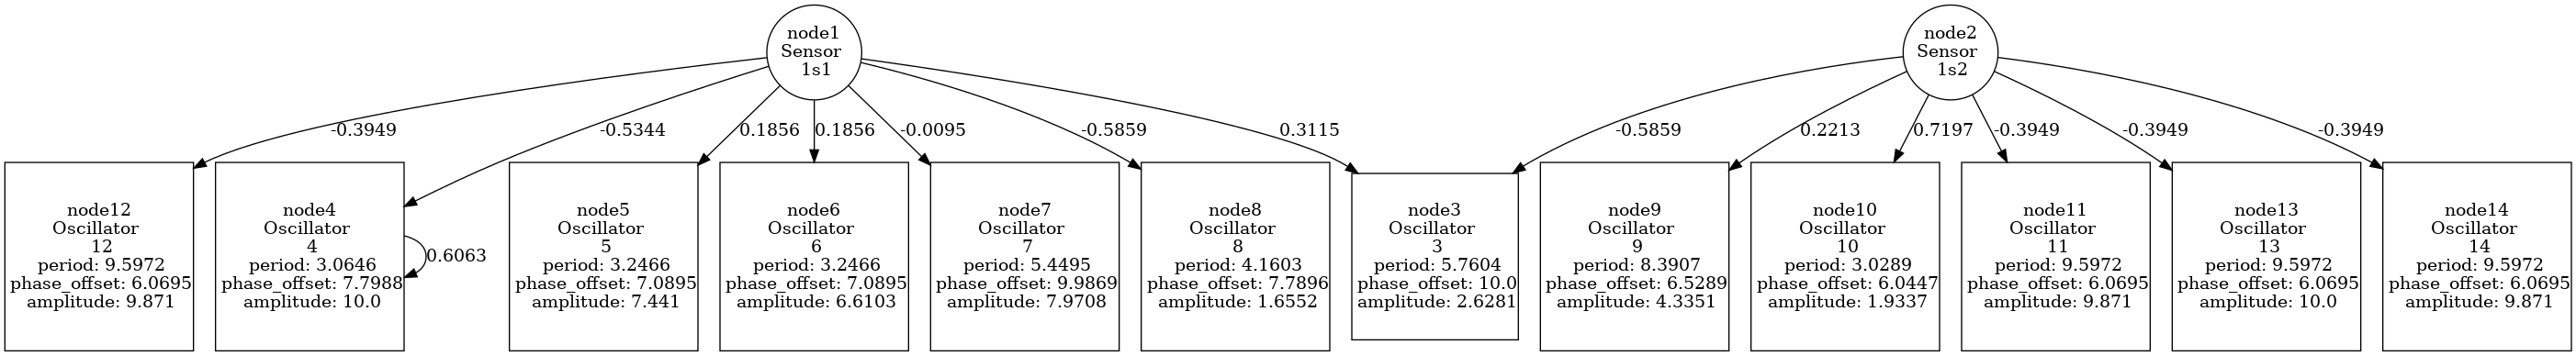 node1
Sensor
1s1
node2
Sensor
1s2
-0.3949
-0.5344
0.1856
0.1856
-0.0095
-0.5859
0.3115
-0.5859
0.2213
0.7197
-0.3949
-0.3949
-0.3949
node12
Oscillator
12
period: 9.5972
phase_offset: 6.0695
amplitude: 9.871
node4
Oscillator
4
period: 3.0646
phase_offset: 7.7988
amplitude: 10.0
0.6063
node5
Oscillator
5
period: 3.2466
phase_offset: 7.0895
amplitude: 7.441
node6
Oscillator
6
period: 3.2466
phase_offset: 7.0895
amplitude: 6.6103
node7
Oscillator
7
period: 5.4495
phase_offset: 9.9869
amplitude: 7.9708
node8
Oscillator
8
period: 4.1603
phase_offset: 7.7896
amplitude: 1.6552
node3
Oscillator
3
period: 5.7604
phase_offset: 10.0
amplitude: 2.6281
node9
Oscillator
9
period: 8.3907
phase_offset: 6.5289
amplitude: 4.3351
node10
Oscillator
10
period: 3.0289
phase_offset: 6.0447
amplitude: 1.9337
node11
Oscillator
11
period: 9.5972
phase_offset: 6.0695
amplitude: 9.871
node13
Oscillator
13
period: 9.5972
phase_offset: 6.0695
amplitude: 10.0
node14
Oscillator
14
period: 9.5972
phase_offset: 6.0695
amplitude: 9.871